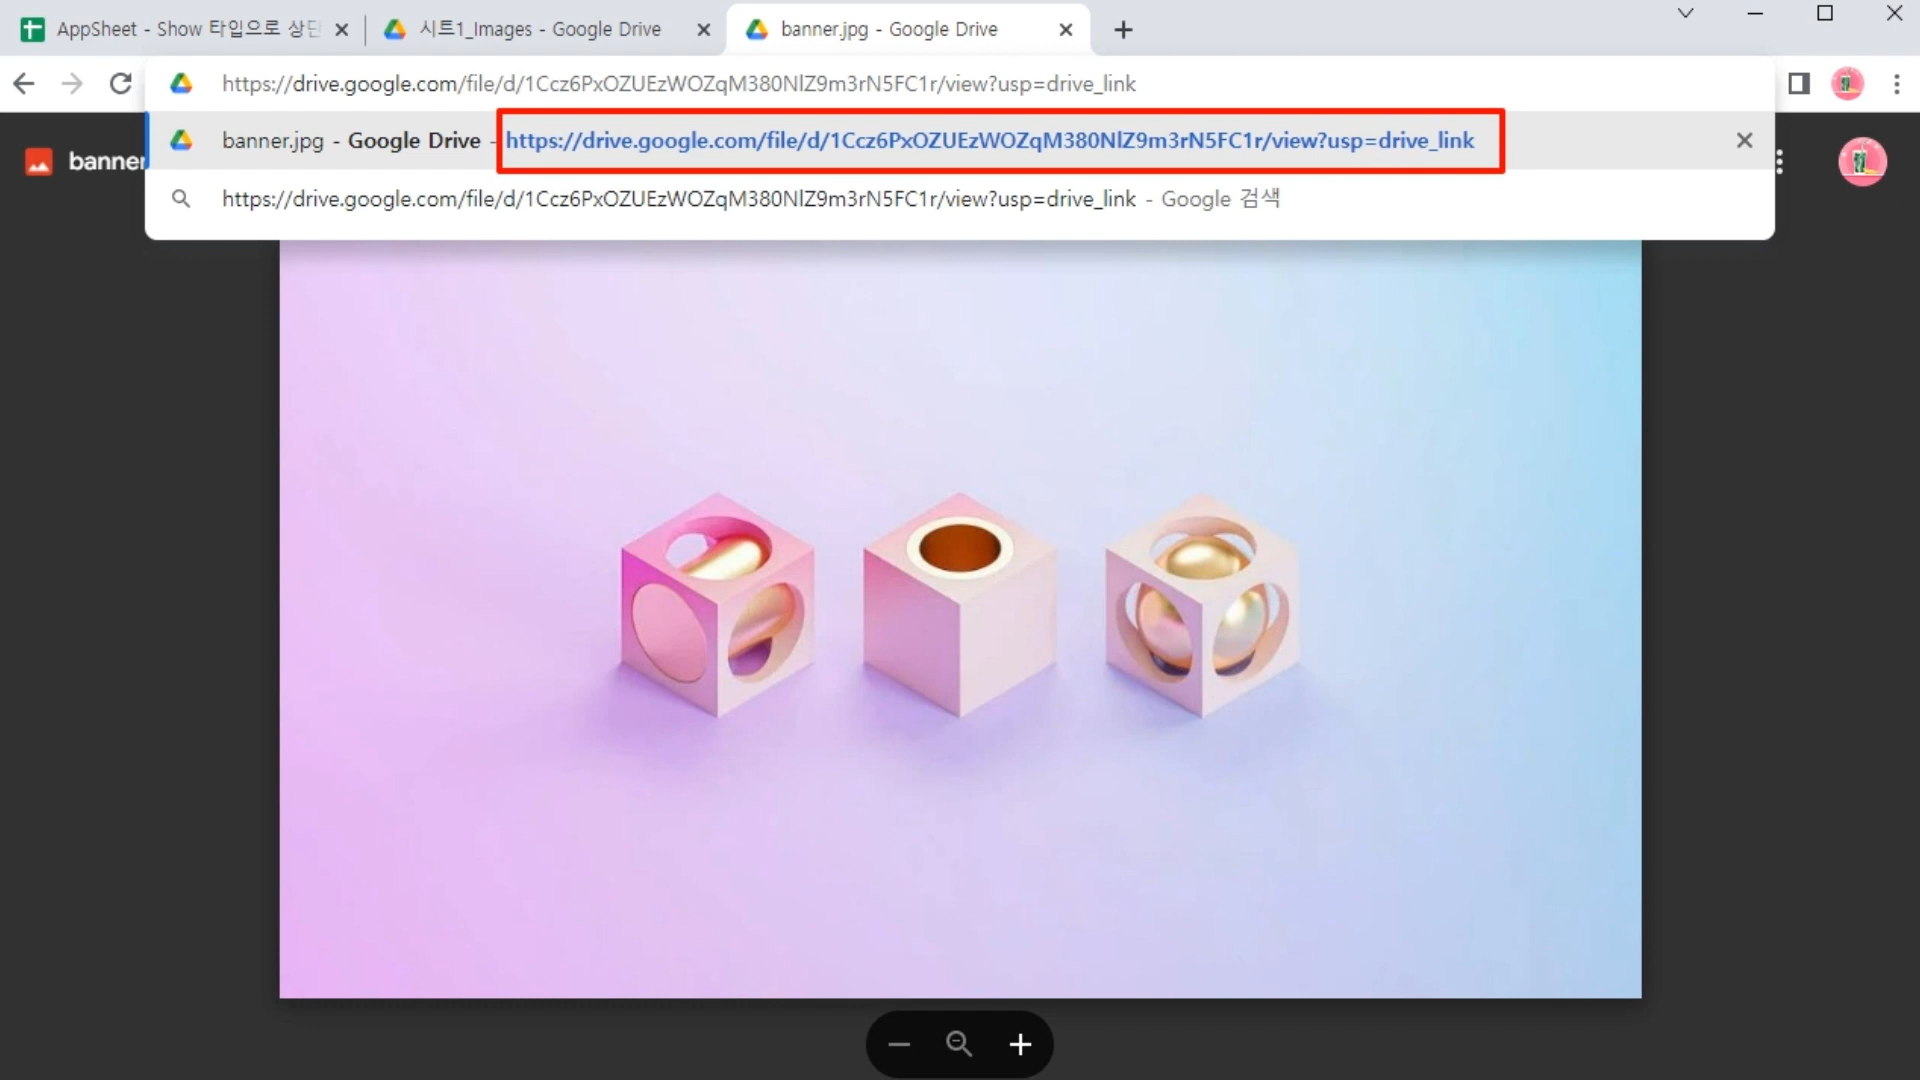 AppSheet - Show 타입으로 상단
시트1_Images - Google Drive
banner.jpg - Google Drive
https://drive.google.com/file/d/1Ccz6PxOZUEzWOZqM380NlZ9m3rN5FC1r/view?usp=drive_link
banner.jpg - Google Drive - https://drive.google.com/file/d/1Ccz6PxOZUEzWOZqM380NlZ9m3rN5FC1r/view?usp=drive_link
banner
https://drive.google.com/file/d/1Ccz6PxOZUEzWOZqM380NlZ9m3rN5FC1r/view?usp=drive_link - Google 검색